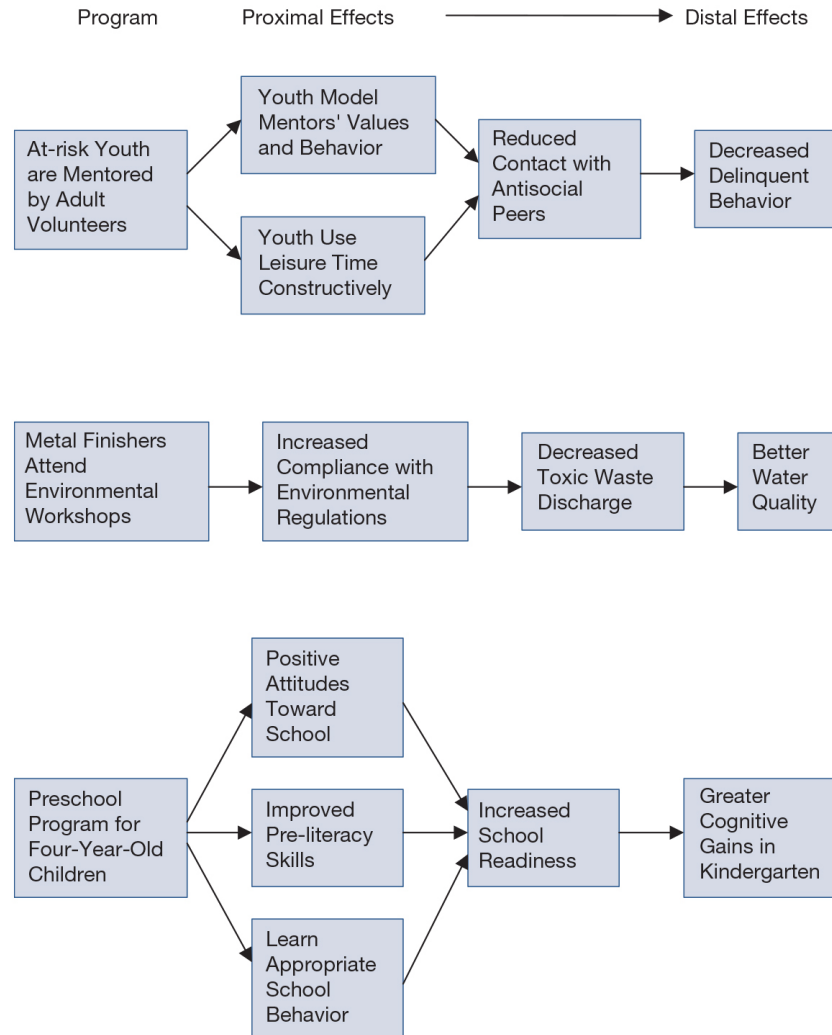 Program
Proximal Effects
Distal Effects
At-risk Youth
are Mentored
by Adult
Volunteers
Youth Model
Mentors' Values
and Behavior
Youth Use
Leisure Time
Constructively
Reduced
Contact with
Antisocial
Peers
Decreased
Delinquent
Behavior
Metal Finishers
Attend
Environmental
Workshops
Increased
Compliance with
Environmental
Regulations
Decreased
Toxic Waste
Discharge
Better
Water
Quality
Preschool
Program for
Four-Year-Old
Children
Positive
Attitudes
Toward
School
Improved
Pre-literacy
Skills
Learn
Appropriate
School
Behavior
Increased
School
Readiness
Greater
Cognitive
Gains in
Kindergarten